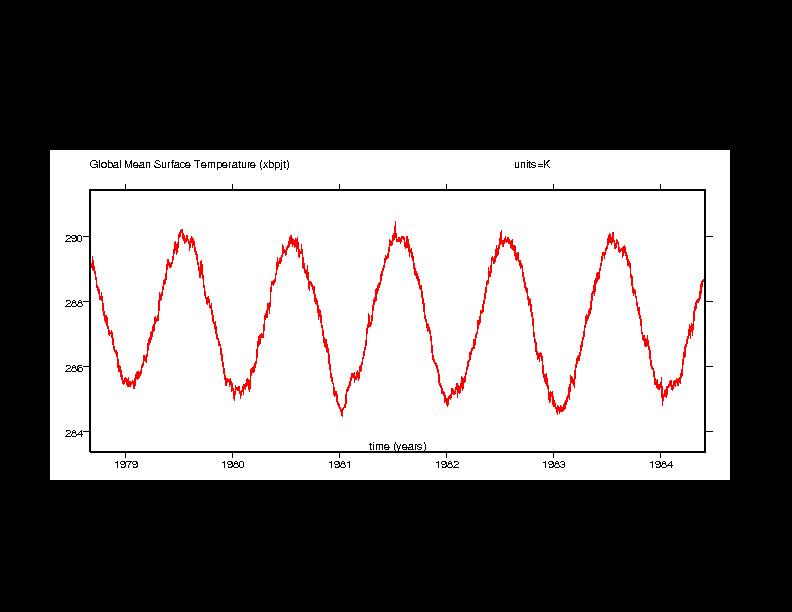 Global Mean Surface Temperature (xbpjt) units=K
290
288
286
284
time (years)
1979 1980 1981 1982 1983 1984